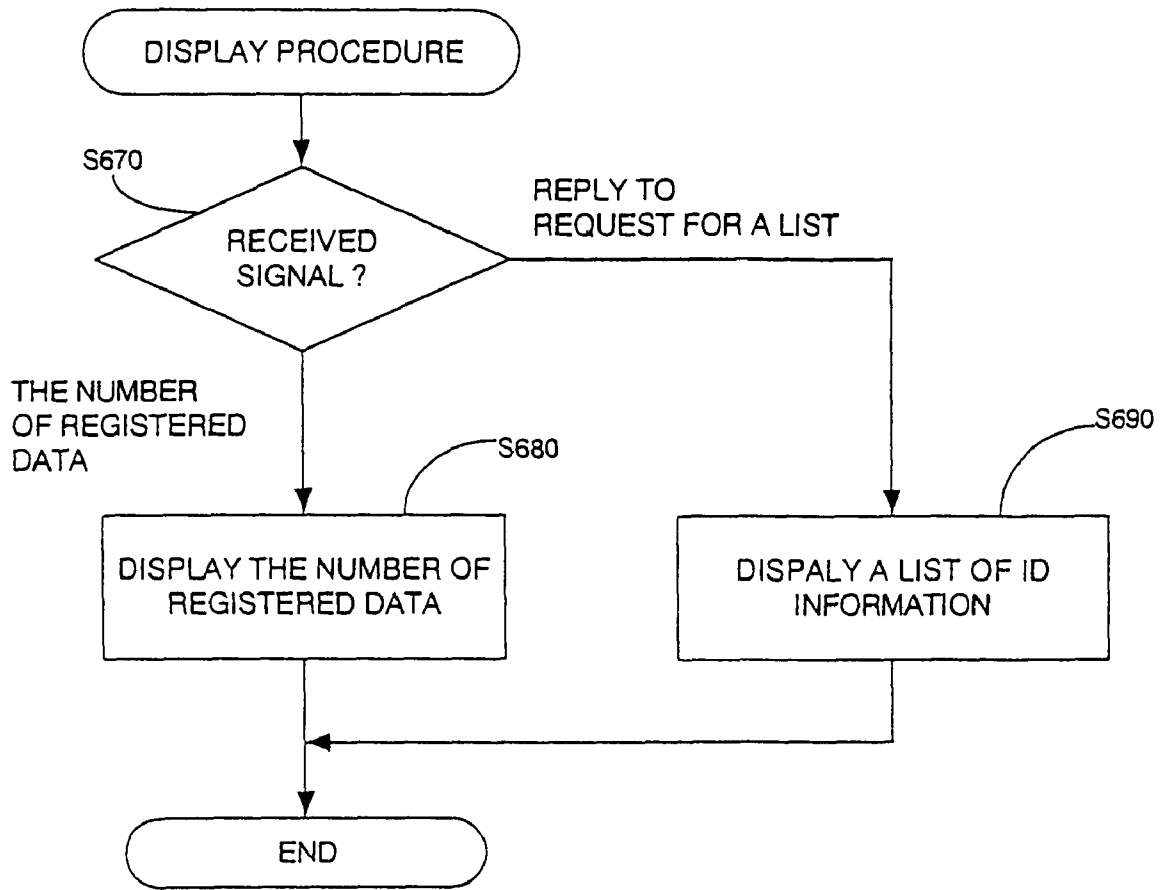 DISPLAY PROCEDURE
S670
RECEIVED
SIGNAL ?
REPLY TO
REQUEST FOR A LIST
THE NUMBER
OF REGISTERED
DATA
S680
S690
DISPLAY THE NUMBER OF
REGISTERED DATA
DISPALY A LIST OF ID
INFORMATION
END